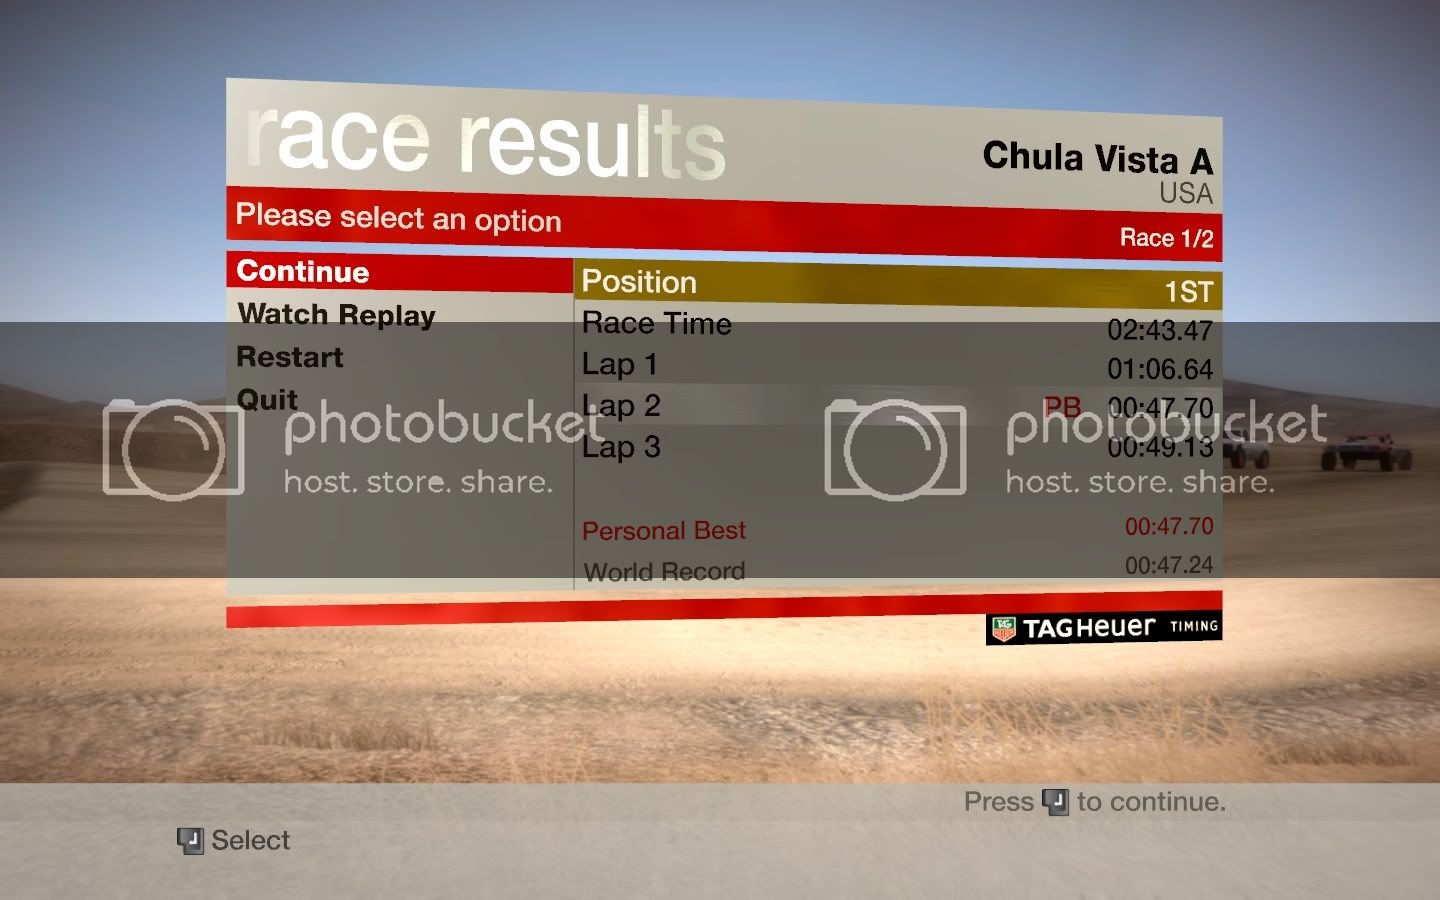 race results
Chula Vista A
USA
Please select an option
Race 1/2
Continue
Watch Replay
Restart
Quit
Position 1ST
Race Time 02:43.47
Lap 1 01:06.64
Lap 2 PB 00:47.70
Lap 3 00:49.13
Personal Best 00:47.70
World Record 00:47.24
photobucket
host. store. share.
photobucket
host. store. share.
TAG TAGHeuer TIMING
Press to continue.
Select